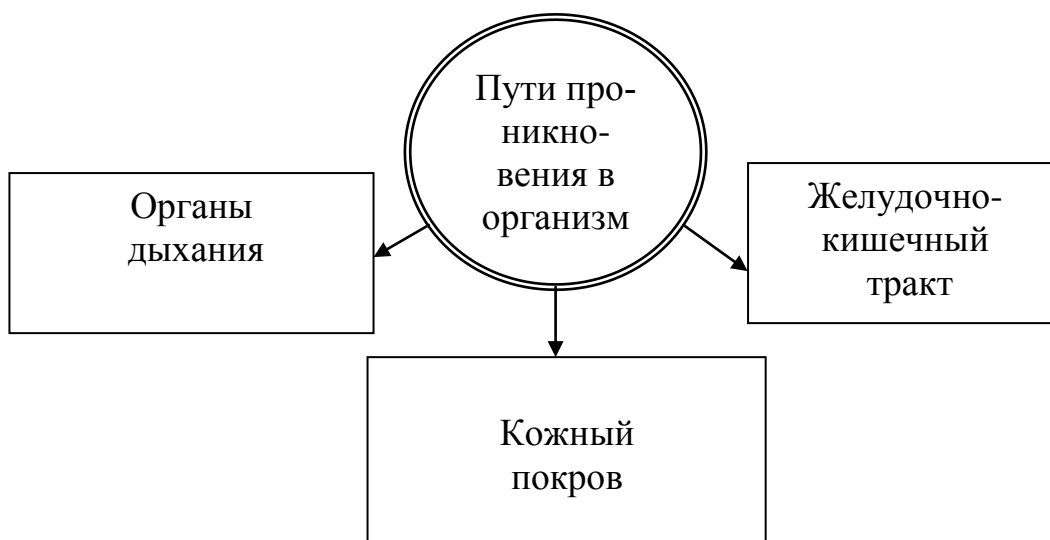 Пути про-
никно-
вения в
организм
Органы
дыхания
Желудочно-
кишечный
тракт
Кожный
покров